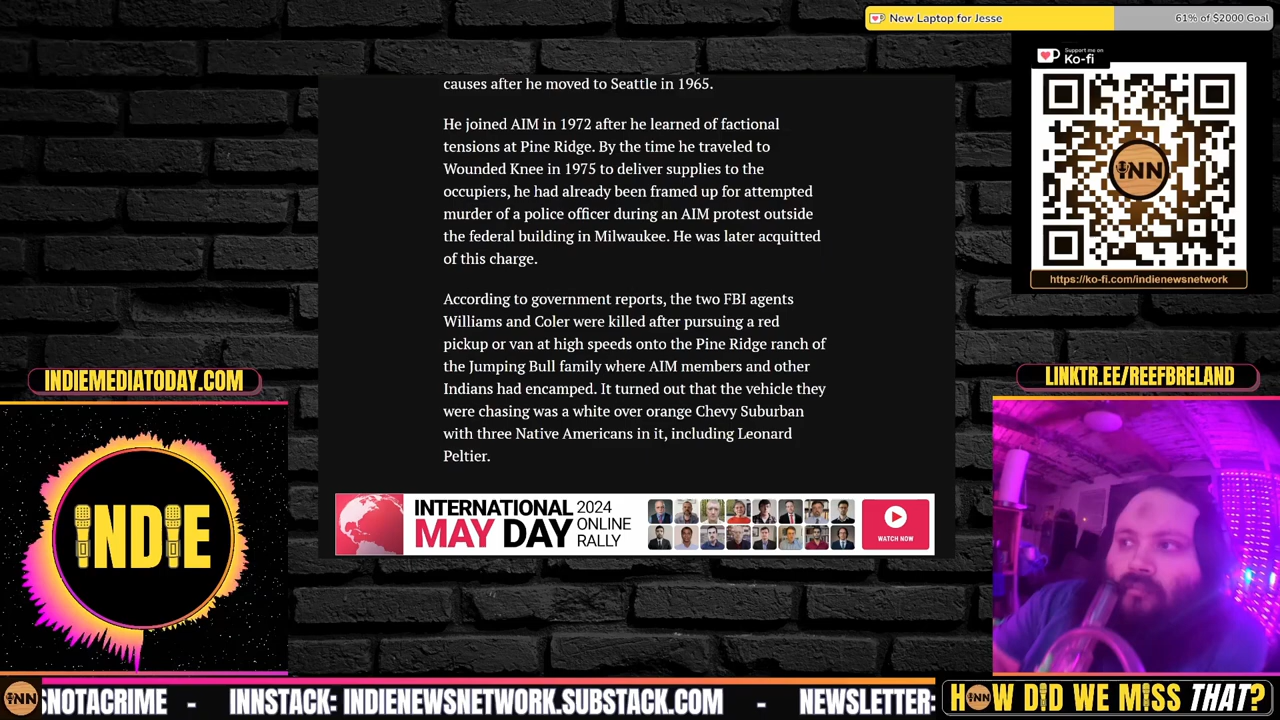 New Laptop for Jesse
61% of $2000 Goal
Support me on
Ko-fi
iNN
https://ko-fi.com/indienewsnetwork
causes after he moved to Seattle in 1965.
He joined AIM in 1972 after he learned of factional
tensions at Pine Ridge. By the time he traveled to
Wounded Knee in 1975 to deliver supplies to the
occupiers, he had already been framed up for attempted
murder of a police officer during an AIM protest outside
the federal building in Milwaukee. He was later acquitted
of this charge.
According to government reports, the two FBI agents
Williams and Coler were killed after pursuing a red
pickup or van at high speeds onto the Pine Ridge ranch of
the Jumping Bull family where AIM members and other
Indians had encamped. It turned out that the vehicle they
were chasing was a white over orange Chevy Suburban
with three Native Americans in it, including Leonard
Peltier.
INTERNATIONAL
MAY DAY
2024
ONLINE
RALLY
WATCH NOW
INDIEMEDIATODAY.COM
INDIE
LINKTR.EE/REEFBRELAND
iNN
SNOTACRIME - INNSTACK: INDIENEWSNETWORK.SUBSTACK.COM - NEWSLETTER:
HOW DID WE MISS THAT?